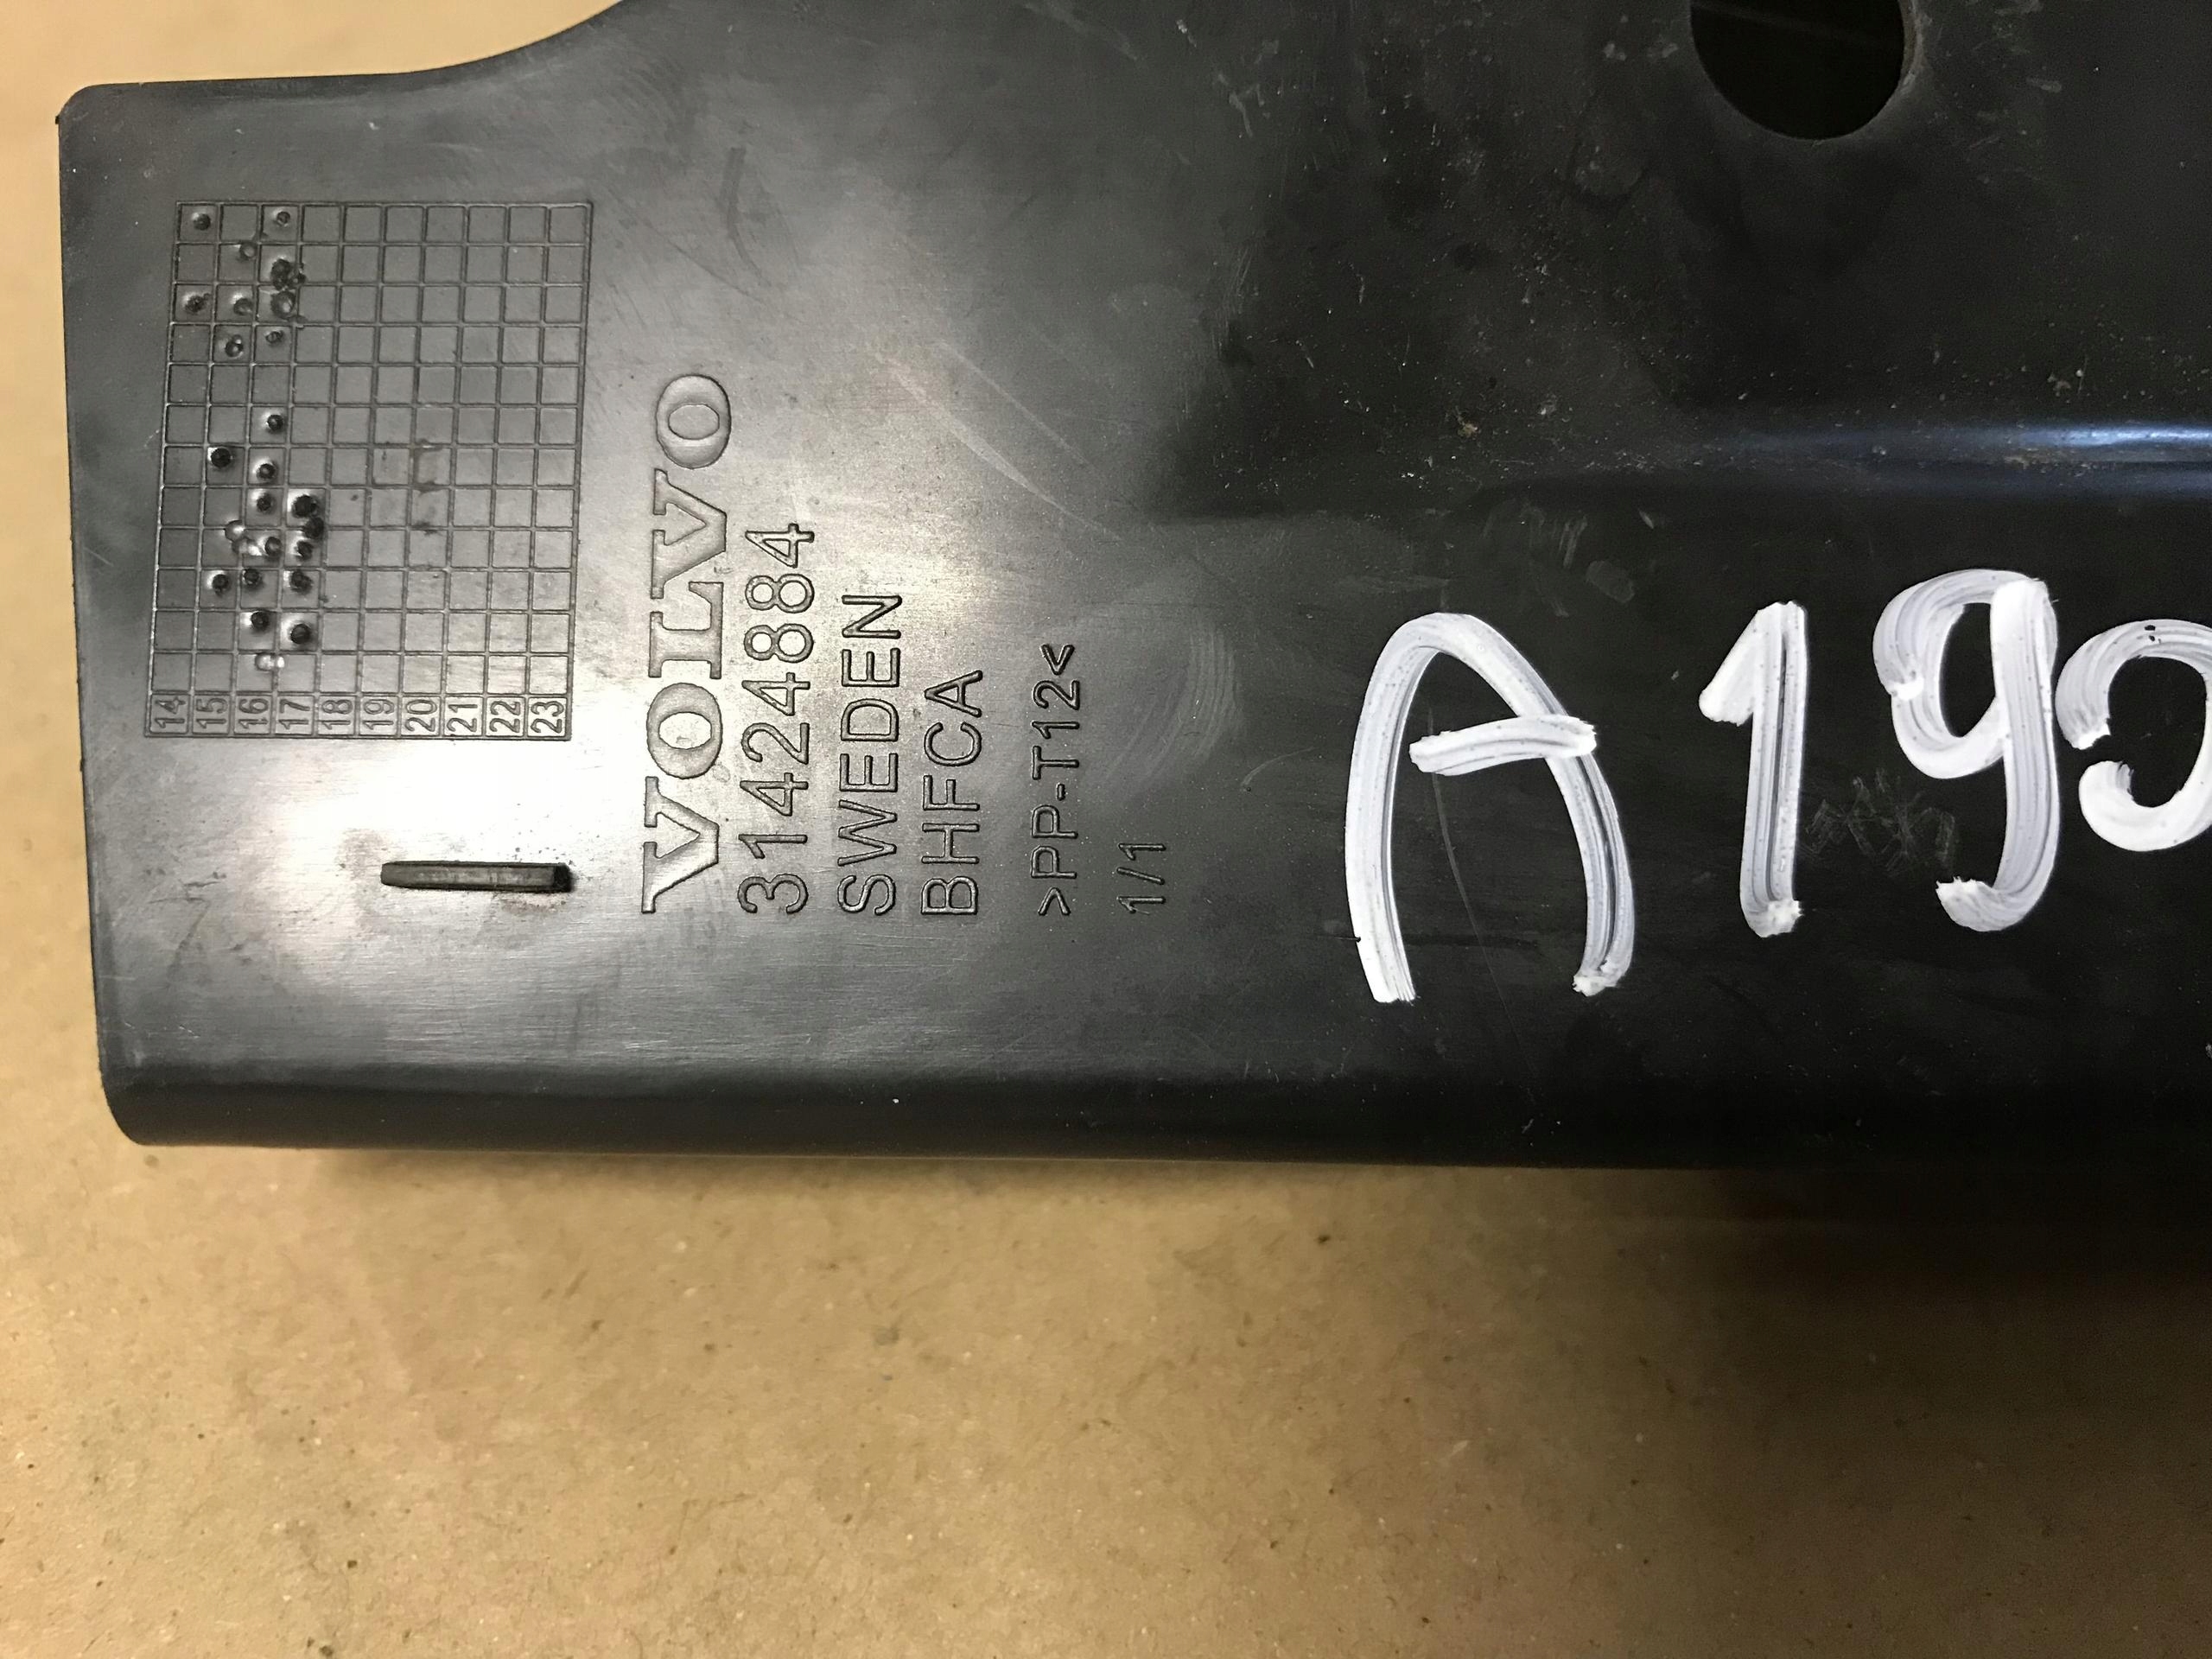 14
15
16
17
18
19
20
21
22
23
VOLVO
31424884
SWEDEN
BHFCA
>PP-T12<
1/1
A 19